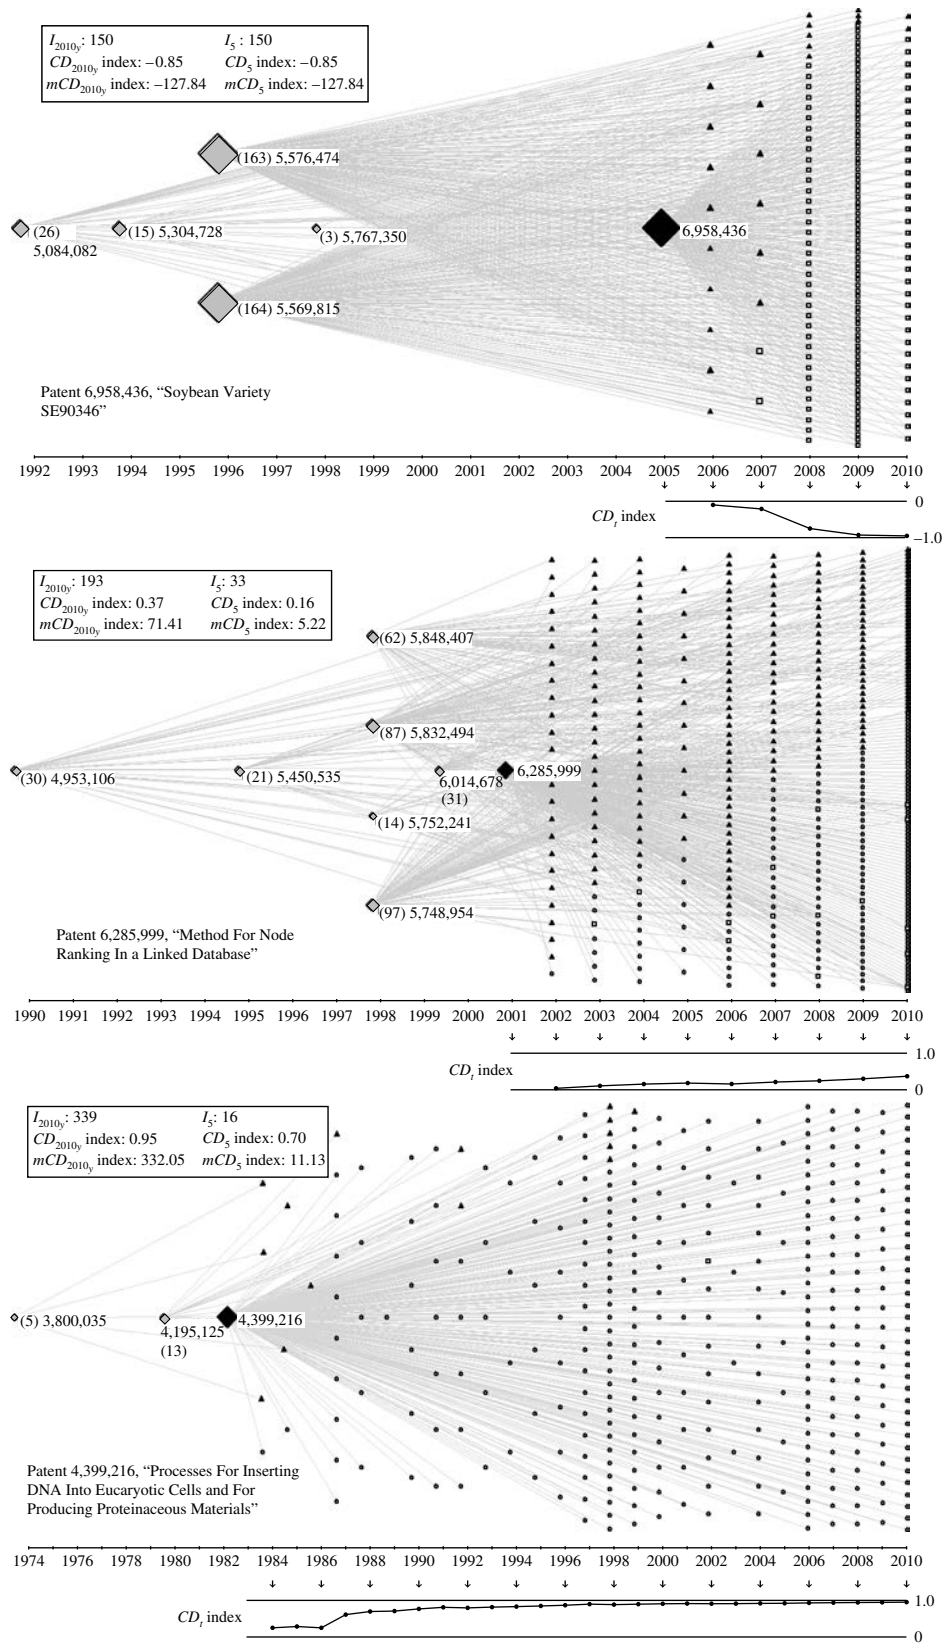 I2010y: 150 I5 : 150
CD2010y index: –0.85 CD5 index: –0.85
mCD2010y index: –127.84 mCD5 index: –127.84
(163) 5,576,474
(26)
5,084,082
(15) 5,304,728
(3) 5,767,350
6,958,436
(164) 5,569,815
Patent 6,958,436, “Soybean Variety
SE90346”
1992 1993 1994 1995 1996 1997 1998 1999 2000 2001 2002 2003 2004 2005 2006 2007 2008 2009 2010
CDt index
0
–1.0
I2010y: 193 I5: 33
CD2010y index: 0.37 CD5 index: 0.16
mCD2010y index: 71.41 mCD5 index: 5.22
(62) 5,848,407
(87) 5,832,494
(30) 4,953,106
(21) 5,450,535
6,014,678
(31)
6,285,999
(14) 5,752,241
(97) 5,748,954
Patent 6,285,999, “Method For Node
Ranking In a Linked Database”
1990 1991 1992 1993 1994 1995 1996 1997 1998 1999 2000 2001 2002 2003 2004 2005 2006 2007 2008 2009 2010
CDt index
1.0
0
I2010y: 339 I5: 16
CD2010y index: 0.95 CD5 index: 0.70
mCD2010y index: 332.05 mCD5 index: 11.13
(5) 3,800,035
4,195,125
(13)
4,399,216
Patent 4,399,216, “Processes For Inserting
DNA Into Eucaryotic Cells and For
Producing Proteinaceous Materials”
1974 1976 1978 1980 1982 1984 1986 1988 1990 1992 1994 1996 1998 2000 2002 2004 2006 2008 2010
CDt index
1.0
0